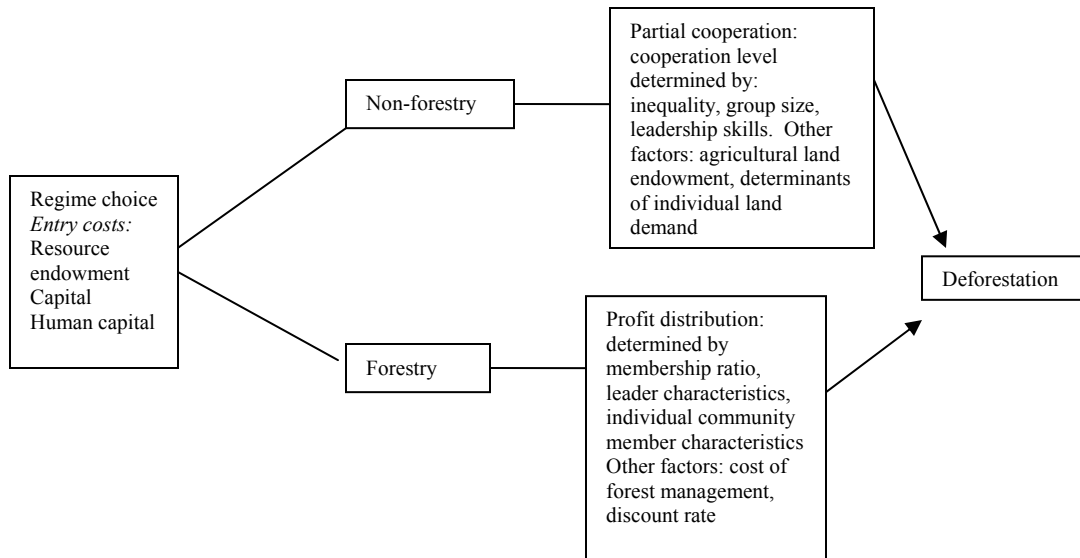 Regime choice
Entry costs:
Resource
endowment
Capital
Human capital
Non-forestry
Partial cooperation:
cooperation level
determined by:
inequality, group size,
leadership skills.  Other
factors: agricultural land
endowment, determinants
of individual land
demand
Forestry
Profit distribution:
determined by
membership ratio,
leader characteristics,
individual community
member characteristics
Other factors: cost of
forest management,
discount rate
Deforestation